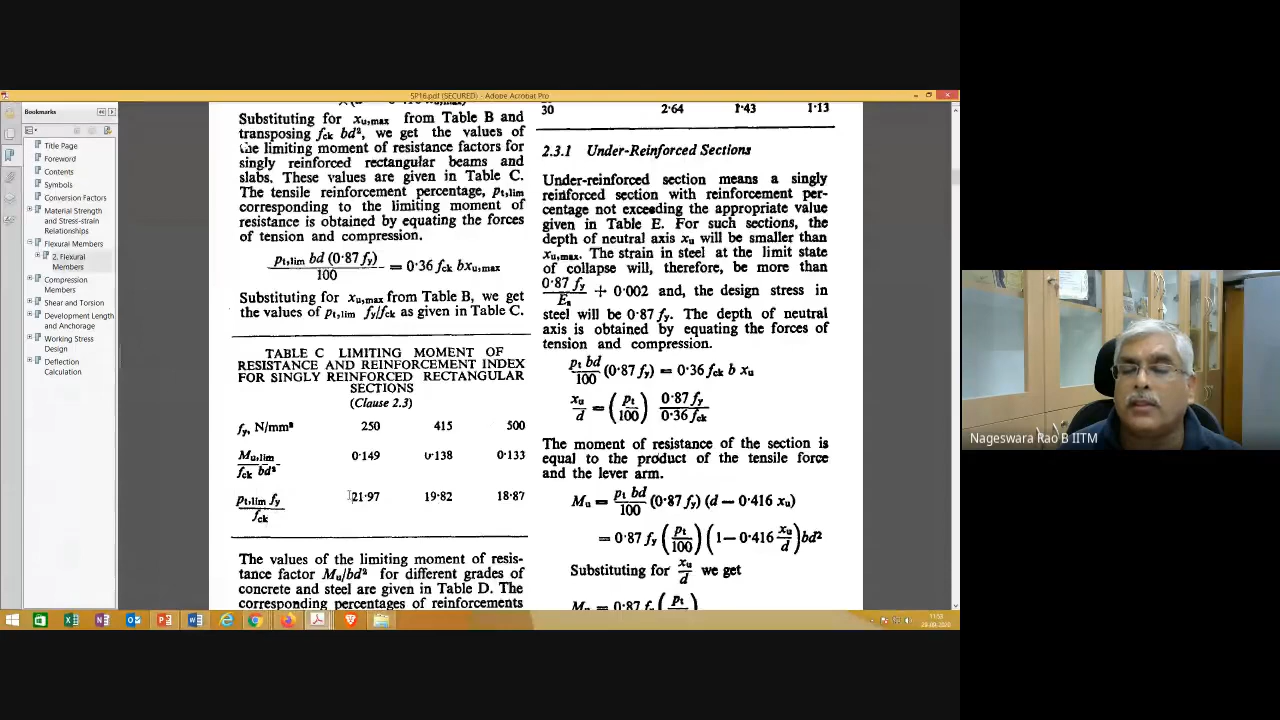 SP16.pdf (SECURED) - Adobe Acrobat Pro
Bookmarks
Title Page
Foreword
Contents
Symbols
Conversion Factors
Material Strength
and Stress-strain
Relationships
Flexural Members
2. Flexural
Members
Compression
Members
Shear and Torsion
Development Length
and Anchorage
Working Stress
Design
Deflection
Calculation
Substituting for xu,max from Table B and
transposing fck bd², we get the values of
the limiting moment of resistance factors for
singly reinforced rectangular beams and
slabs. These values are given in Table C.
The tensile reinforcement percentage, pt,lim
corresponding to the limiting moment of
resistance is obtained by equating the forces
of tension and compression.
pt,lim bd (0·87 fy)
100
= 0·36 fck bxu,max
Substituting for xu,max from Table B, we get
the values of pt,lim fy/fck as given in Table C.
TABLE C LIMITING MOMENT OF
RESISTANCE AND REINFORCEMENT INDEX
FOR SINGLY REINFORCED RECTANGULAR
SECTIONS
(Clause 2.3)
fy, N/mm² 250 415 500
Mu,lim
fck bd²
0·149 0·138 0·133
pt,lim fy
fck
21·97 19·82 18·87
The values of the limiting moment of resis-
tance factor Mu/bd² for different grades of
concrete and steel are given in Table D. The
corresponding percentages of reinforcements
30 2·64 1·43 1·13
2.3.1 Under-Reinforced Sections
Under-reinforced section means a singly
reinforced section with reinforcement per-
centage not exceeding the appropriate value
given in Table E. For such sections, the
depth of neutral axis xu will be smaller than
xu,max. The strain in steel at the limit state
of collapse will, therefore, be more than
0·87 fy
Es
+ 0·002 and, the design stress in
steel will be 0·87 fy. The depth of neutral
axis is obtained by equating the forces of
tension and compression.
pt bd
100
(0·87 fy) = 0·36 fck b xu
xu
d
= (pt
100) 0·87 fy
0·36 fck
The moment of resistance of the section is
equal to the product of the tensile force
and the lever arm.
Mu = pt bd
100
(0·87 fy) (d – 0·416 xu)
= 0·87 fy (pt
100) (1 – 0·416 xu
d) bd²
Substituting for xu
d
we get
Nageswara Rao B IITM